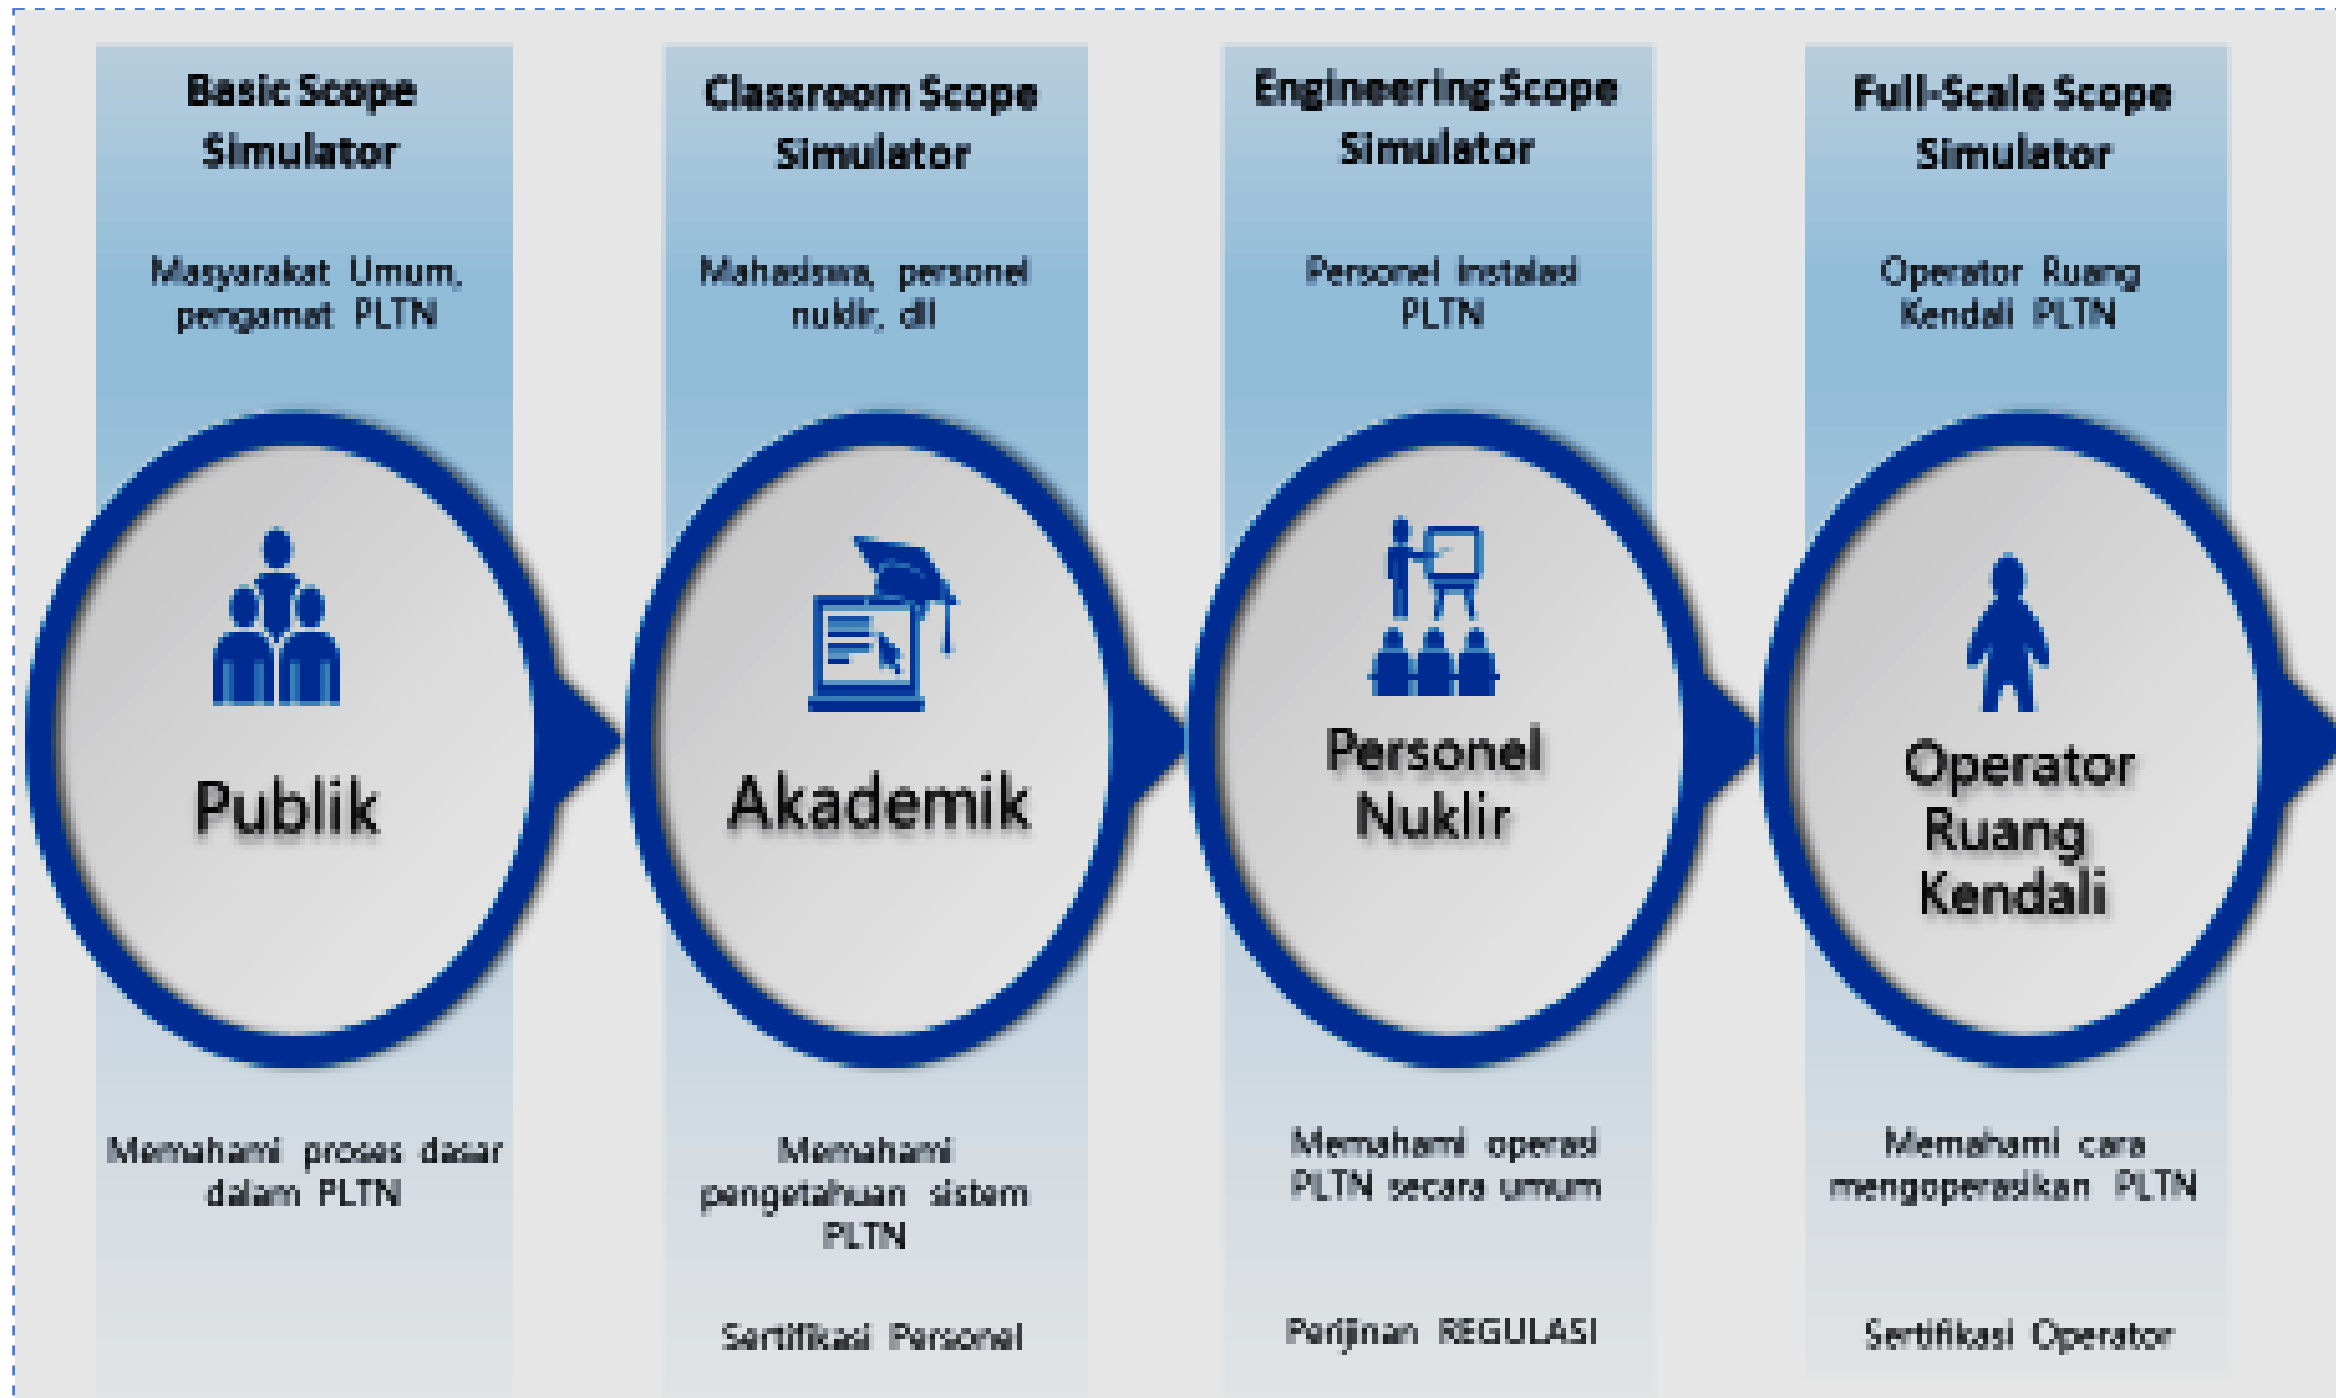 Basic Scope
Simulator
Masyarakat Umum,
pengamat PLTN
Publik
Memahami proses dasar
dalam PLTN
Classroom Scope
Simulator
Mahasiswa, personel
nuklir, dll
Akademik
Memahami
pengetahuan sistem
PLTN
Sertifikasi Personel
Engineering Scope
Simulator
Personel instalasi
PLTN
Personel
Nuklir
Memahami operasi
PLTN secara umum
Perijinan REGULASI
Full-Scale Scope
Simulator
Operator Ruang
Kendali PLTN
Operator
Ruang
Kendali
Memahami cara
mengoperasikan PLTN
Sertifikasi Operator